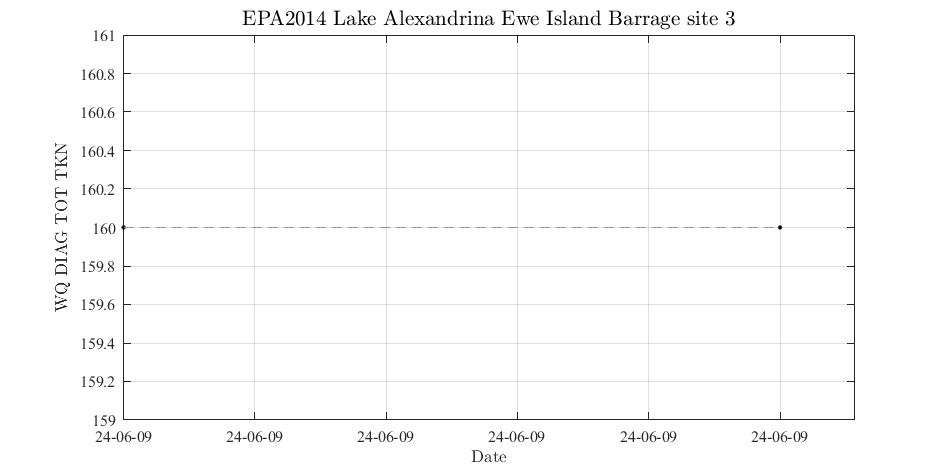 EPA2014 Lake Alexandrina Ewe Island Barrage site 3
161
160.8
160.6
160.4
160.2
160
159.8
159.6
159.4
159.2
159
WQ DIAG TOT TKN
24-06-09 24-06-09 24-06-09 24-06-09 24-06-09 24-06-09
Date